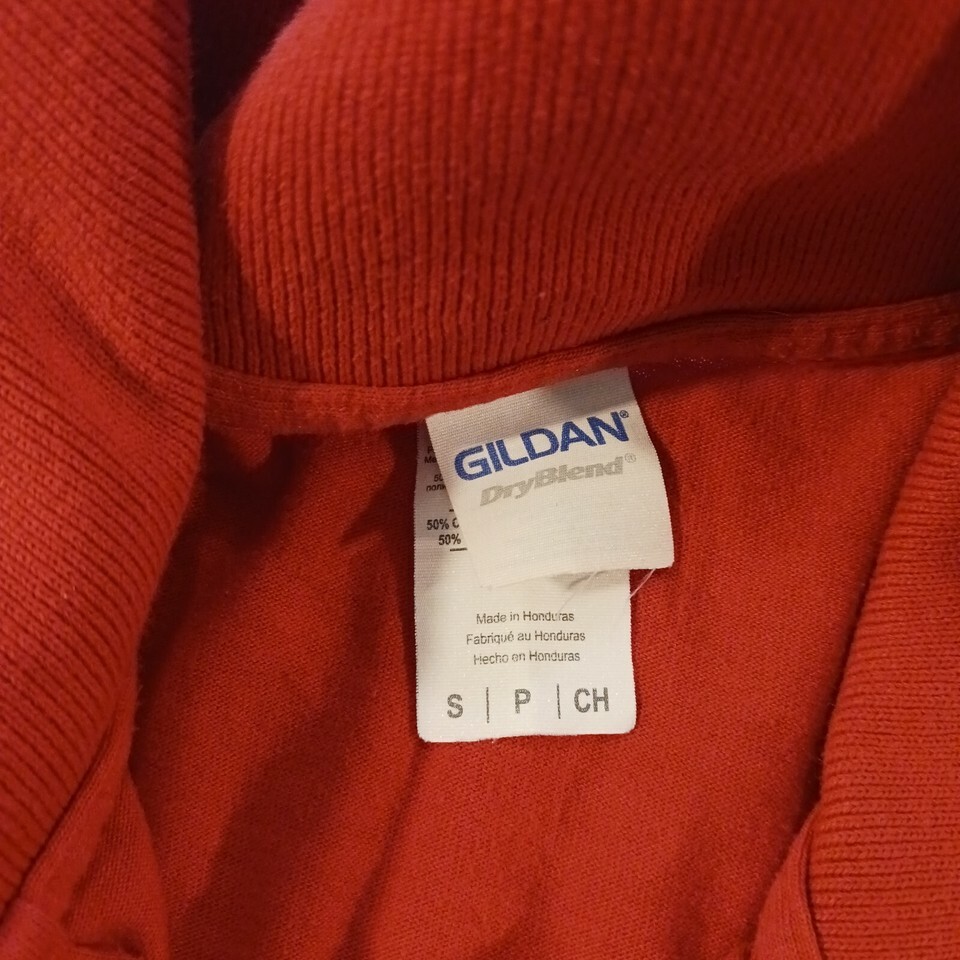 GILDAN®
DryBlend®
50%
50%
Made in Honduras
Fabriqué au Honduras
Hecho en Honduras
S | P | CH